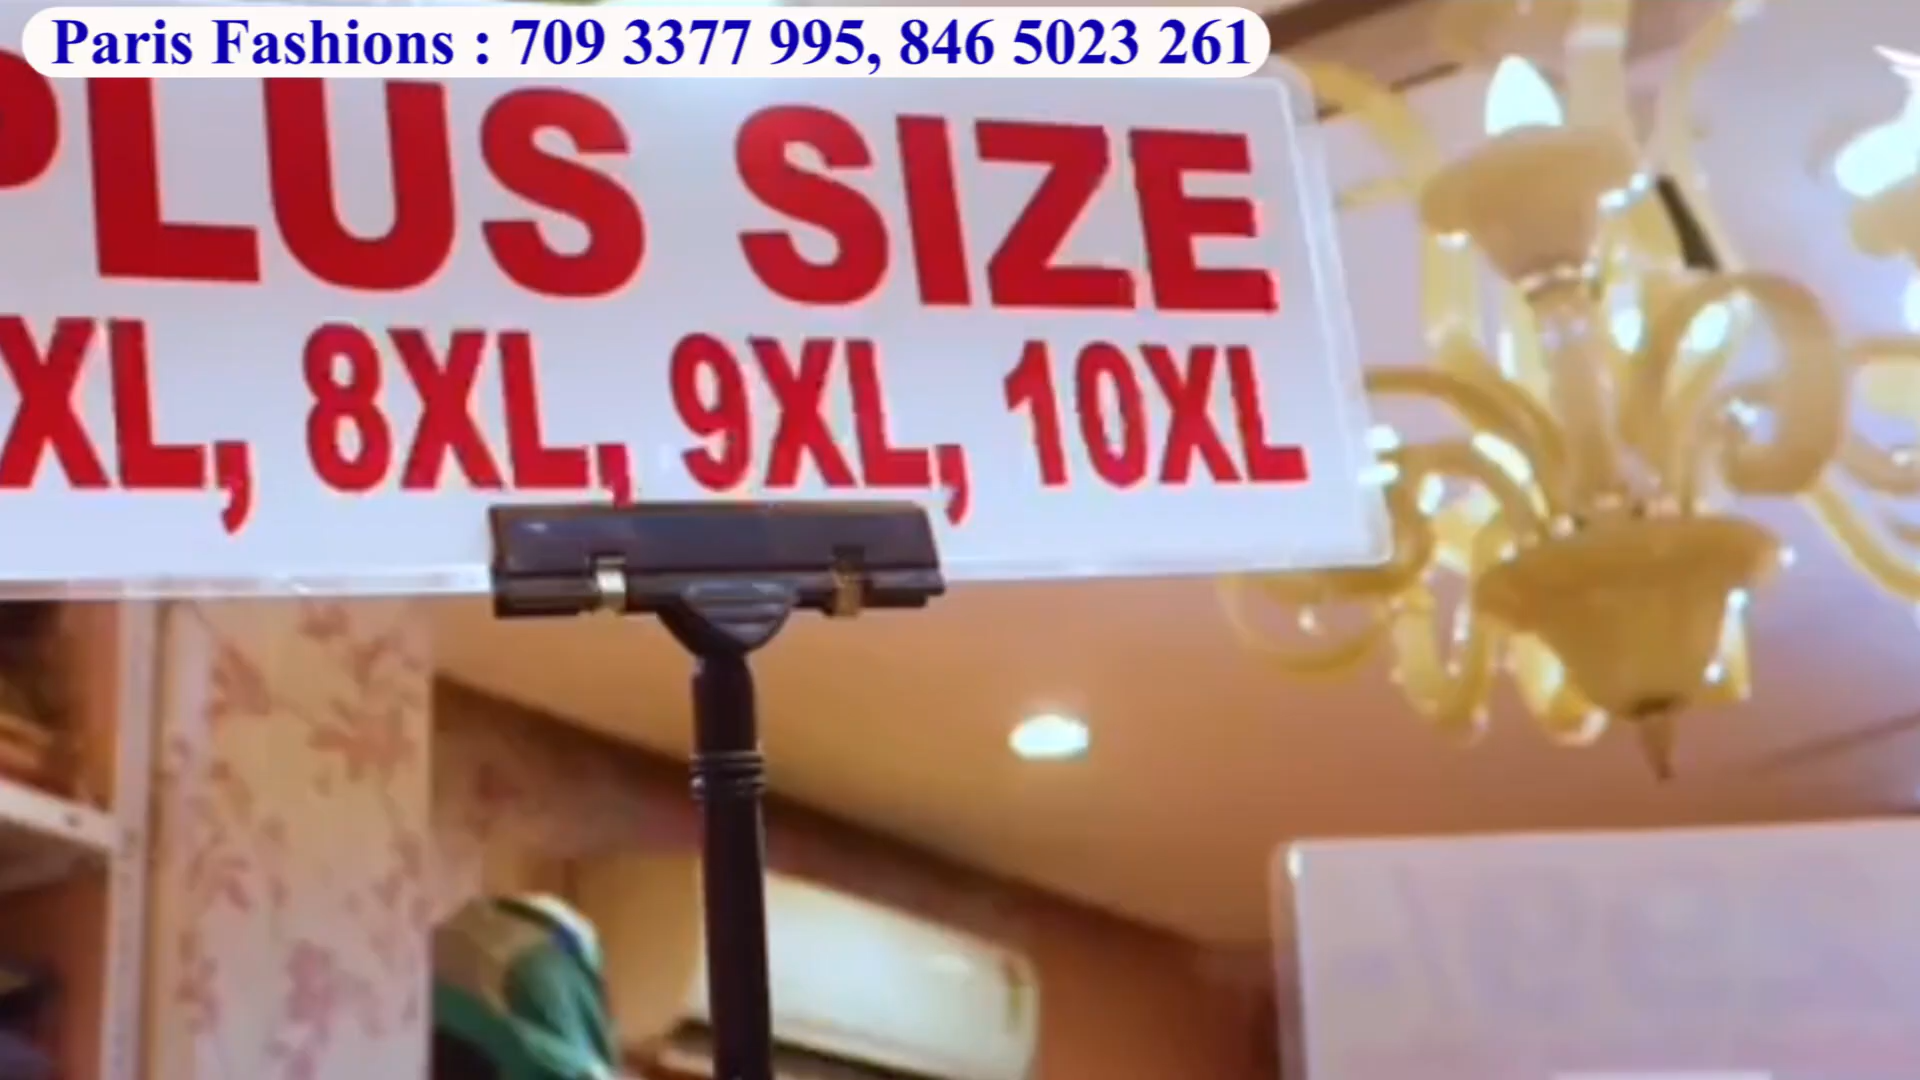 Paris Fashions : 709 3377 995, 846 5023 261
PLUS SIZE
XL, 8XL, 9XL, 10XL